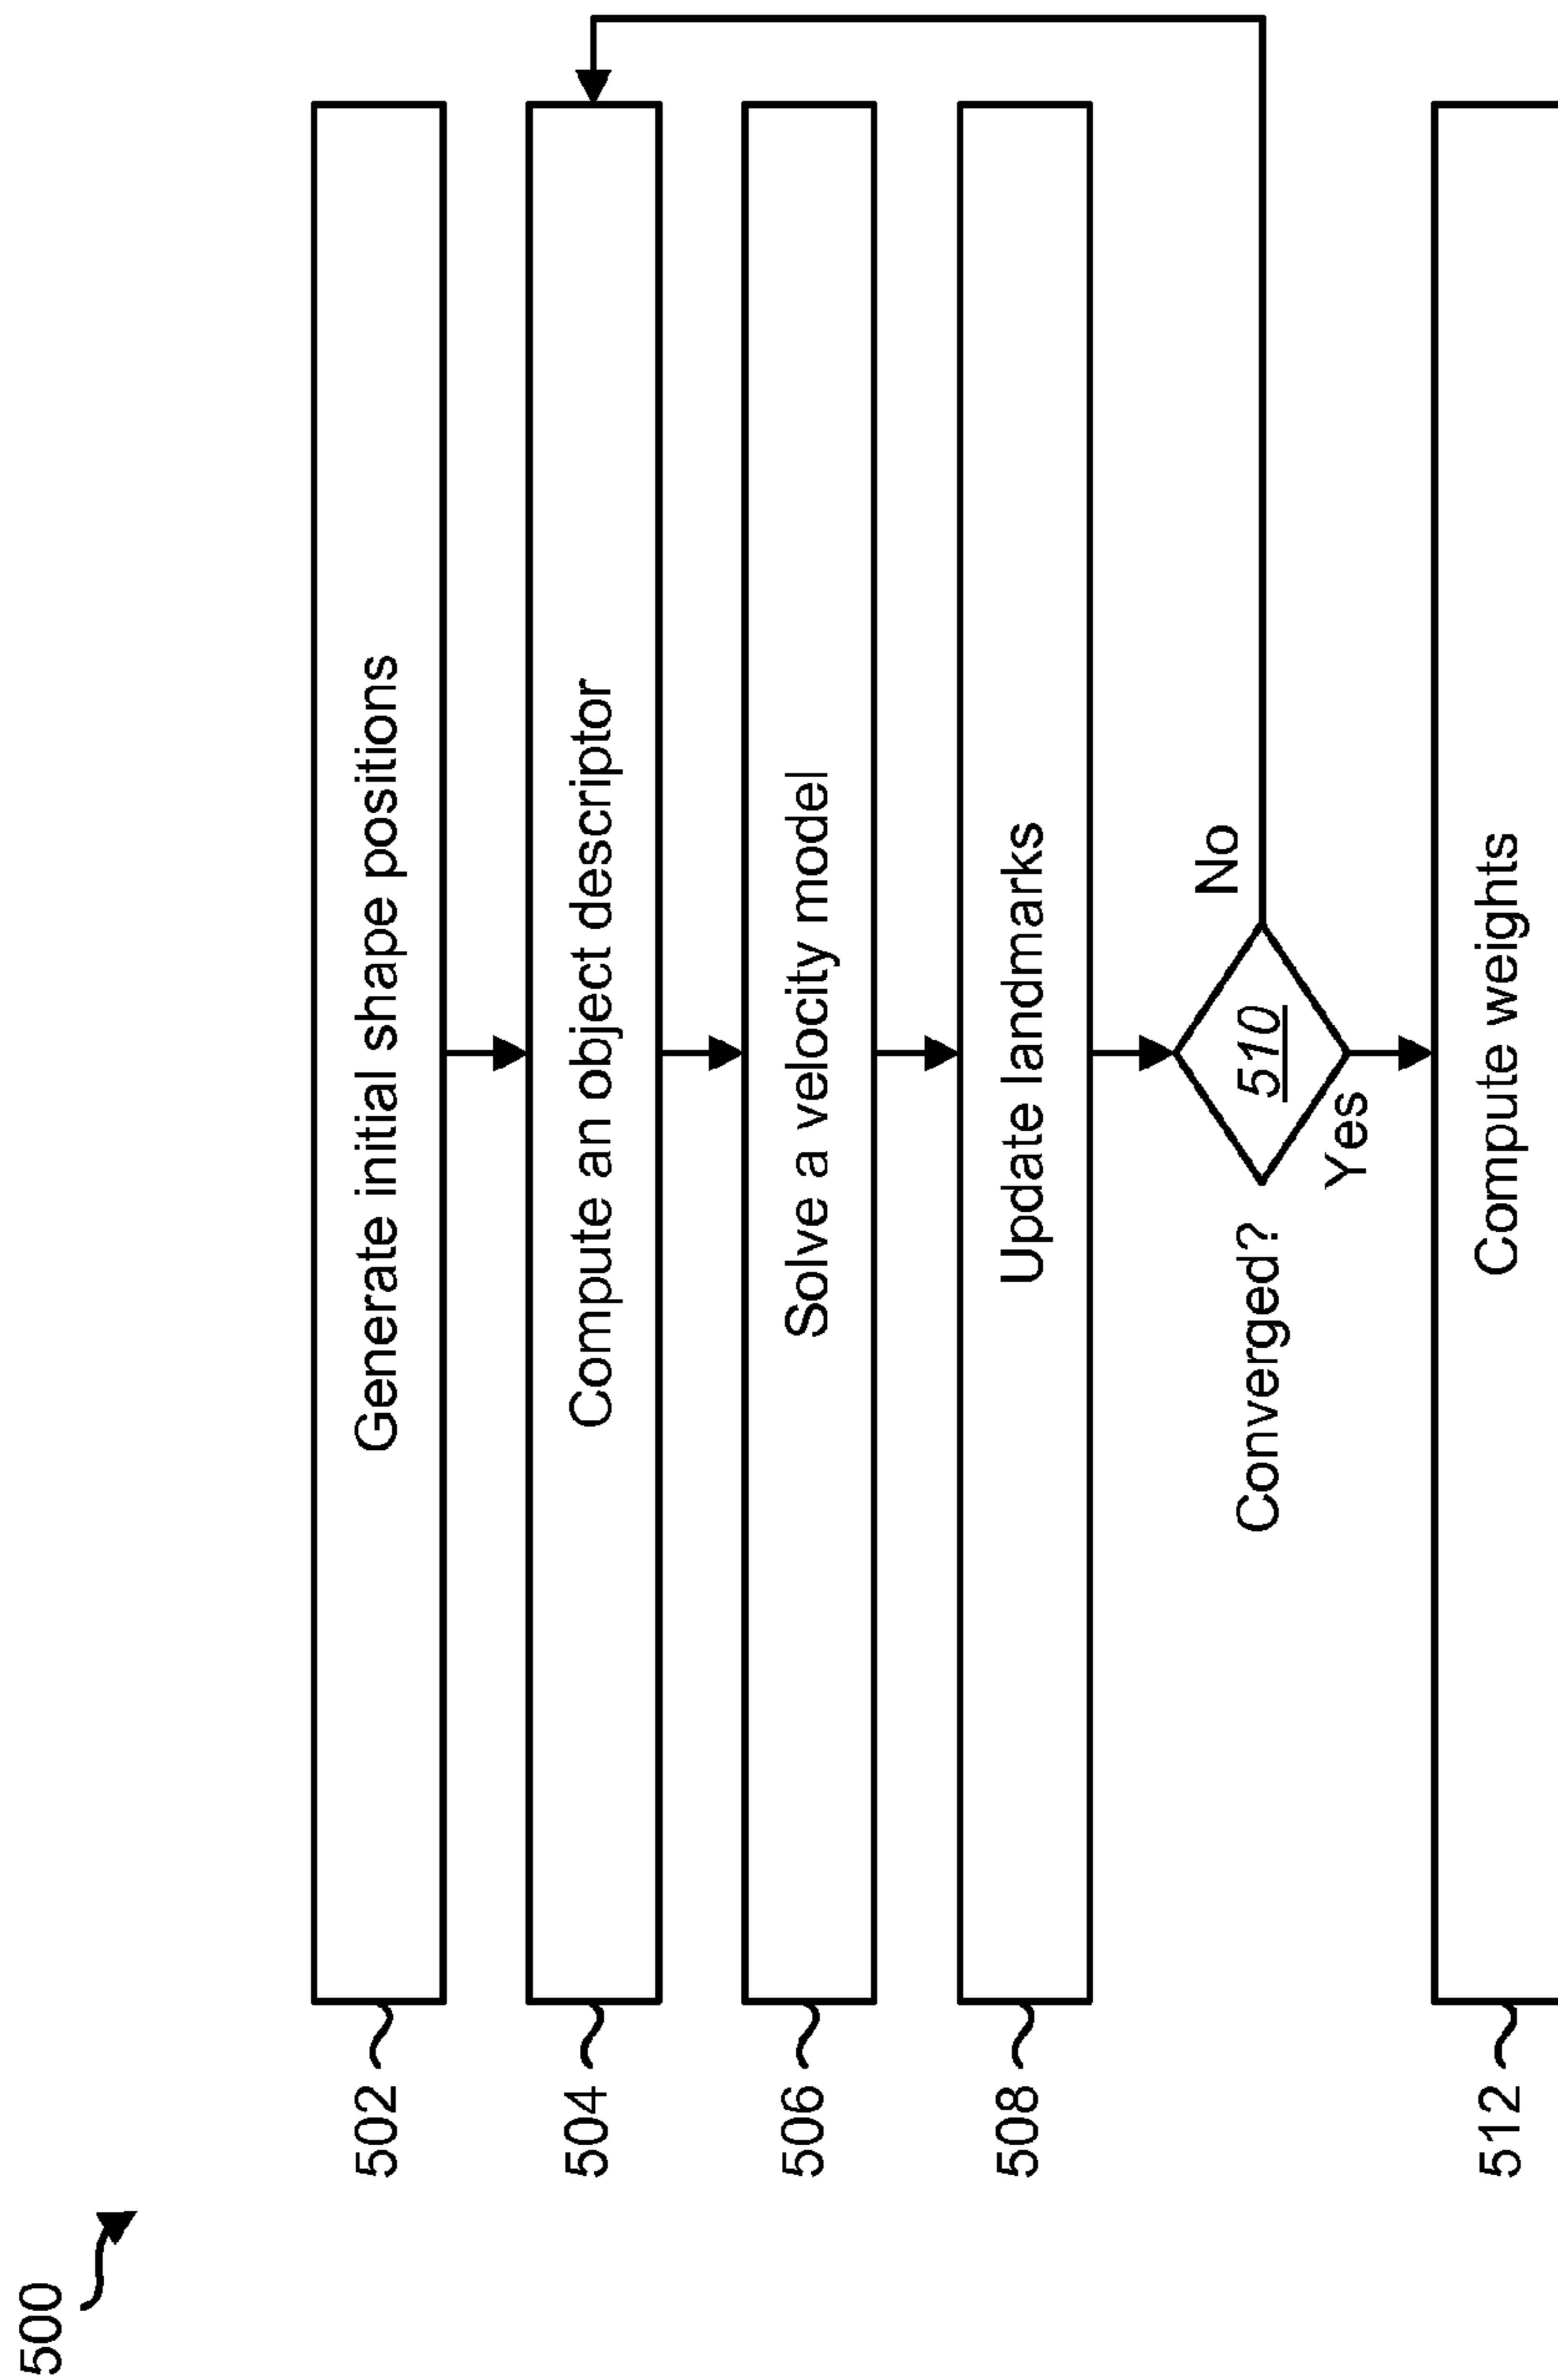 500
502
Generate initial shape positions
504
Compute an object descriptor
506
Solve a velocity model
508
Update landmarks
Converged?
510
No
Yes
512
Compute weights